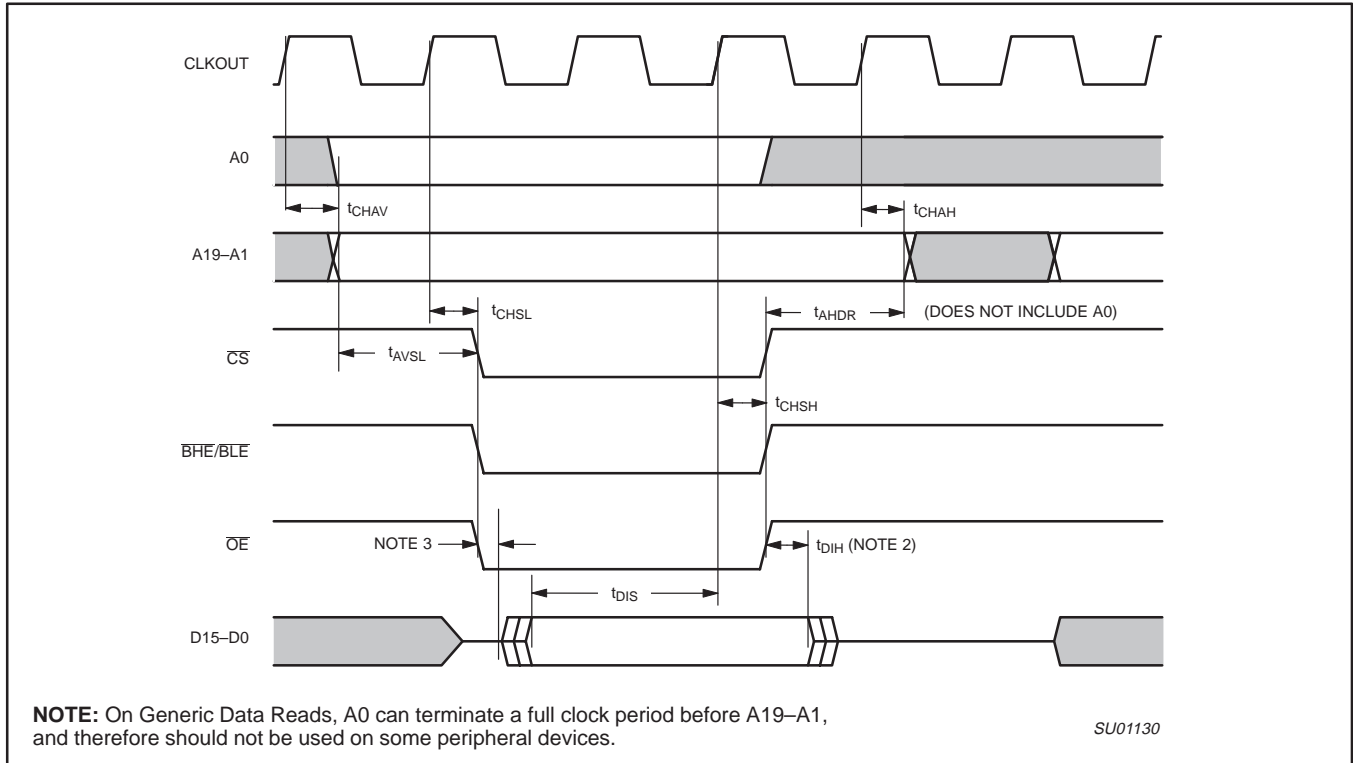 CLKOUT
A0
tCHAV
tCHAH
A19–A1
tCHSL
tAHDR (DOES NOT INCLUDE A0)
CS
tAVSL
tCHSH
BHE/BLE
OE
NOTE 3
tDIH (NOTE 2)
tDIS
D15–D0
NOTE: On Generic Data Reads, A0 can terminate a full clock period before A19–A1,
and therefore should not be used on some peripheral devices.
SU01130